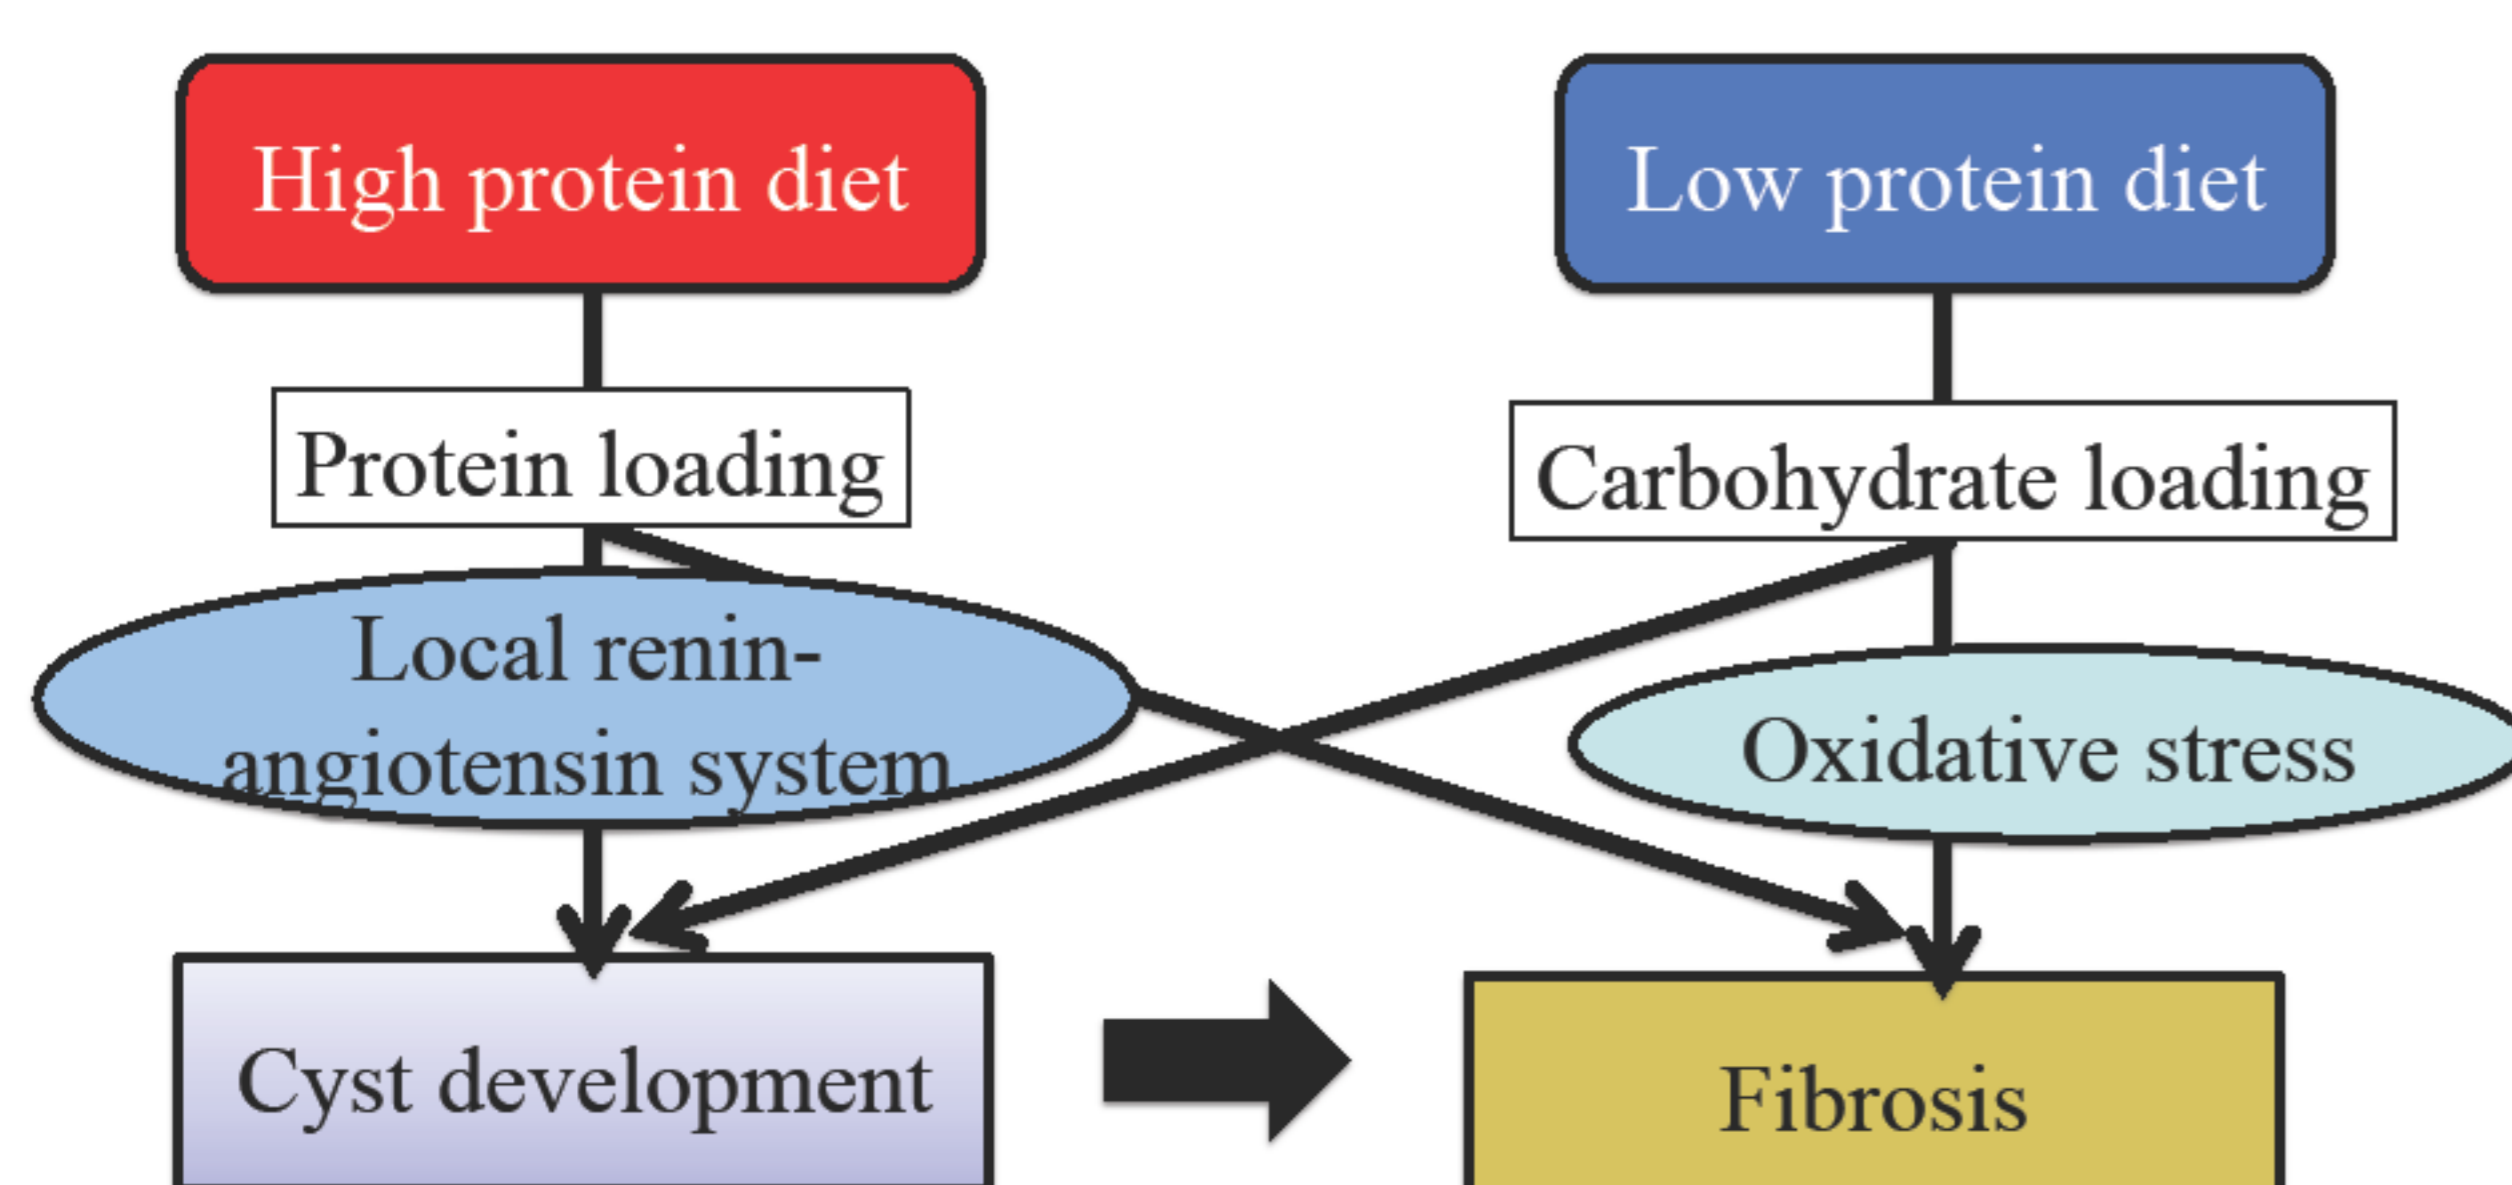 High protein diet
Low protein diet
Protein loading
Carbohydrate loading
Local renin-
angiotensin system
Oxidative stress
Cyst development
Fibrosis